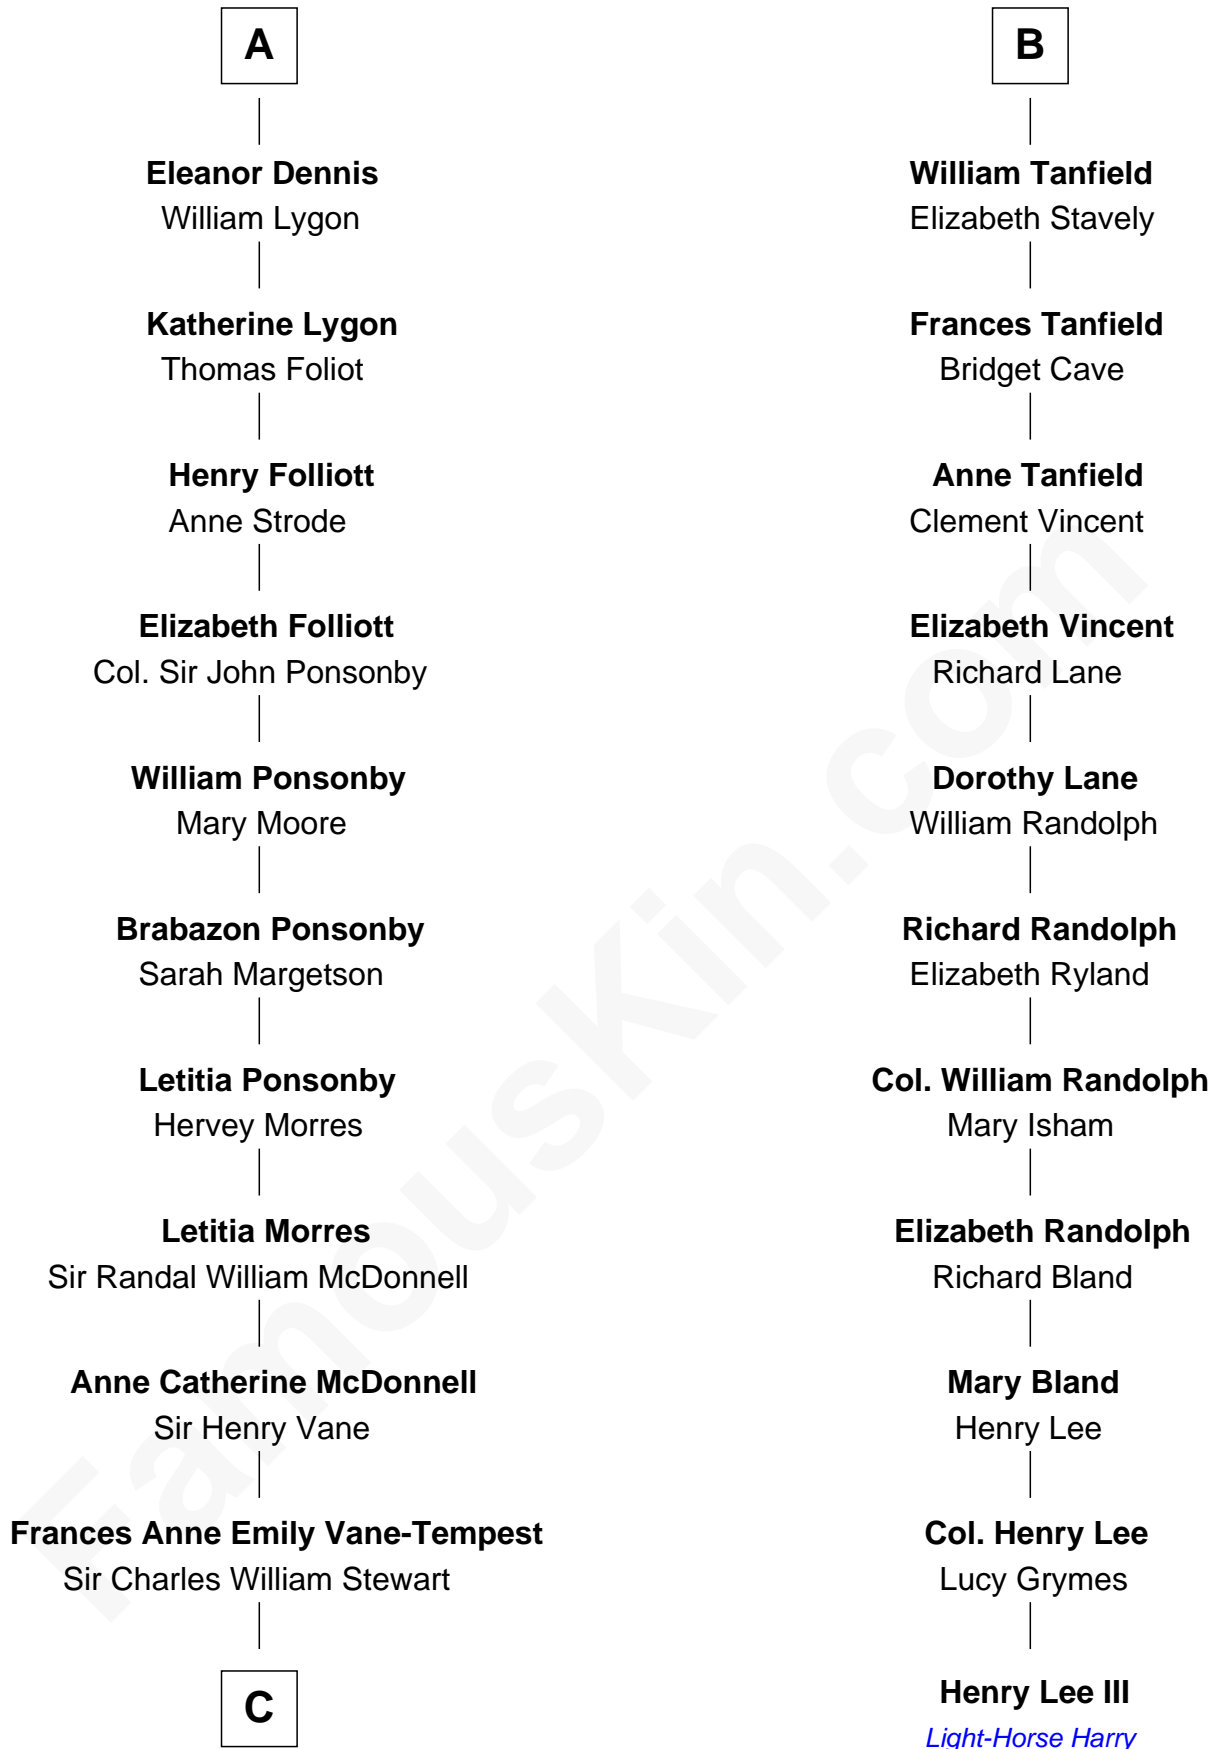 A
Eleanor Dennis
William Lygon
Katherine Lygon
Thomas Foliot
Henry Folliott
Anne Strode
Elizabeth Folliott
Col. Sir John Ponsonby
William Ponsonby
Mary Moore
Brabazon Ponsonby
Sarah Margetson
Letitia Ponsonby
Hervey Morres
Letitia Morres
Sir Randal William McDonnell
Anne Catherine McDonnell
Sir Henry Vane
Frances Anne Emily Vane-Tempest
Sir Charles William Stewart
C
B
William Tanfield
Elizabeth Stavely
Frances Tanfield
Bridget Cave
Anne Tanfield
Clement Vincent
Elizabeth Vincent
Richard Lane
Dorothy Lane
William Randolph
Richard Randolph
Elizabeth Ryland
Col. William Randolph
Mary Isham
Elizabeth Randolph
Richard Bland
Mary Bland
Henry Lee
Col. Henry Lee
Lucy Grymes
Henry Lee III
Light-Horse Harry
FamousKin.com